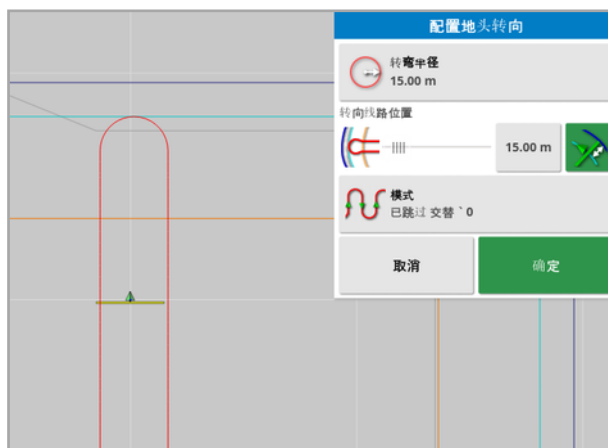 配置地头转向
转弯半径
15.00 m
转向线路位置
15.00 m
模式
已跳过 交替 `0
取消
确定